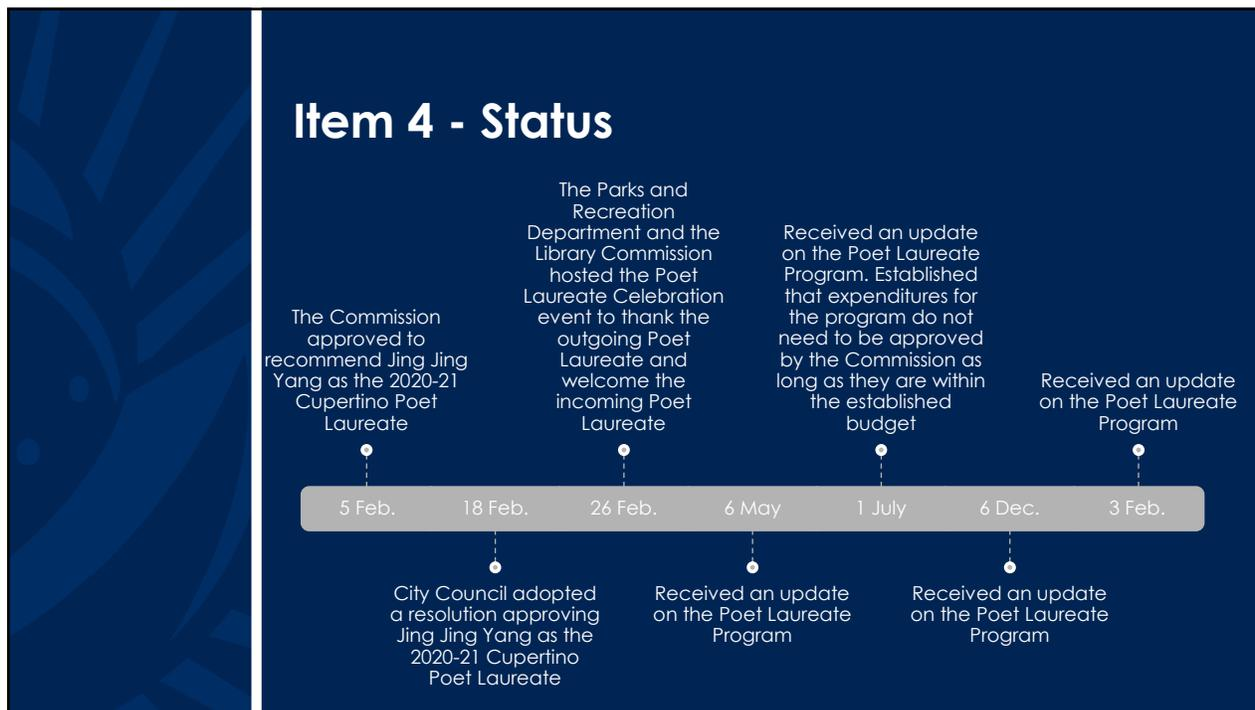 Item 4 - Status
The Commission
approved to
recommend Jing Jing
Yang as the 2020-21
Cupertino Poet
Laureate
The Parks and
Recreation
Department and the
Library Commission
hosted the Poet
Laureate Celebration
event to thank the
outgoing Poet
Laureate and
welcome the
incoming Poet
Laureate
Received an update
on the Poet Laureate
Program. Established
that expenditures for
the program do not
need to be approved
by the Commission as
long as they are within
the established
budget
Received an update
on the Poet Laureate
Program
5 Feb.
18 Feb.
26 Feb.
6 May
1 July
6 Dec.
3 Feb.
City Council adopted
a resolution approving
Jing Jing Yang as the
2020-21 Cupertino
Poet Laureate
Received an update
on the Poet Laureate
Program
Received an update
on the Poet Laureate
Program